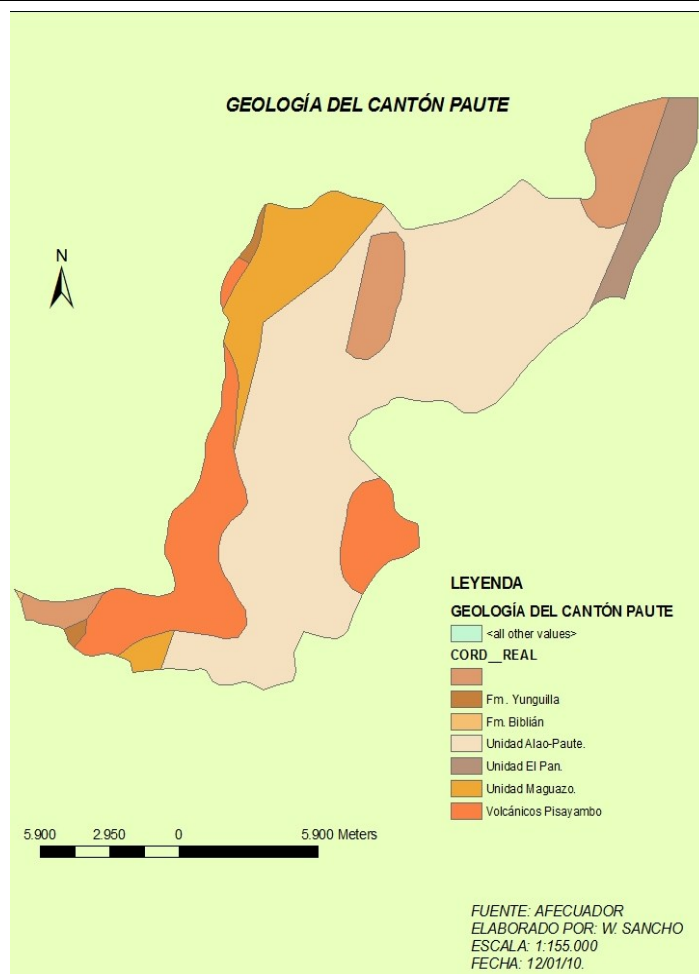 GEOLOGÍA DEL CANTÓN PAUTE
N
LEYENDA
GEOLOGÍA DEL CANTÓN PAUTE
<all other values>
CORD__REAL
Fm. Yunguilla
Fm. Biblián
Unidad Alao-Paute.
Unidad El Pan.
Unidad Maguazo.
Volcánicos Pisayambo
5.900 2.950 0 5.900 Meters
FUENTE: AFECUADOR
ELABORADO POR: W. SANCHO
ESCALA: 1:155.000
FECHA: 12/01/10.